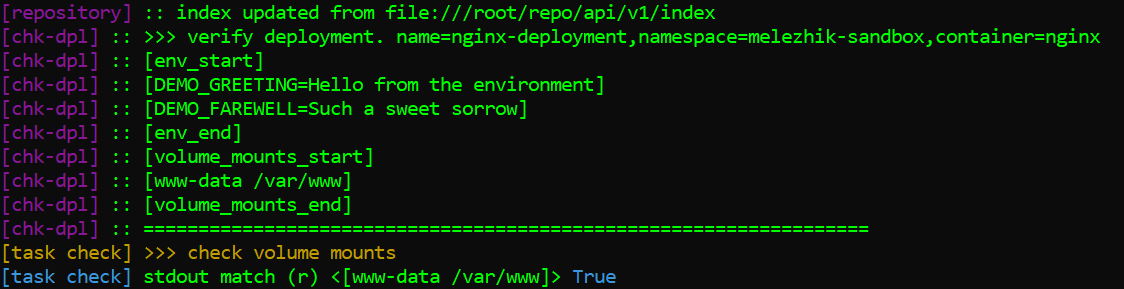 [repository] :: index updated from file:///root/repo/api/v1/index
[chk-dpl] :: >>> verify deployment. name=nginx-deployment,namespace=melezhik-sandbox,container=nginx
[chk-dpl] :: [env_start]
[chk-dpl] :: [DEMO_GREETING=Hello from the environment]
[chk-dpl] :: [DEMO_FAREWELL=Such a sweet sorrow]
[chk-dpl] :: [env_end]
[chk-dpl] :: [volume_mounts_start]
[chk-dpl] :: [www-data /var/www]
[chk-dpl] :: [volume_mounts_end]
[chk-dpl] :: ===================================================================
[task check] >>> check volume mounts
[task check] stdout match (r) <[www-data /var/www]> True